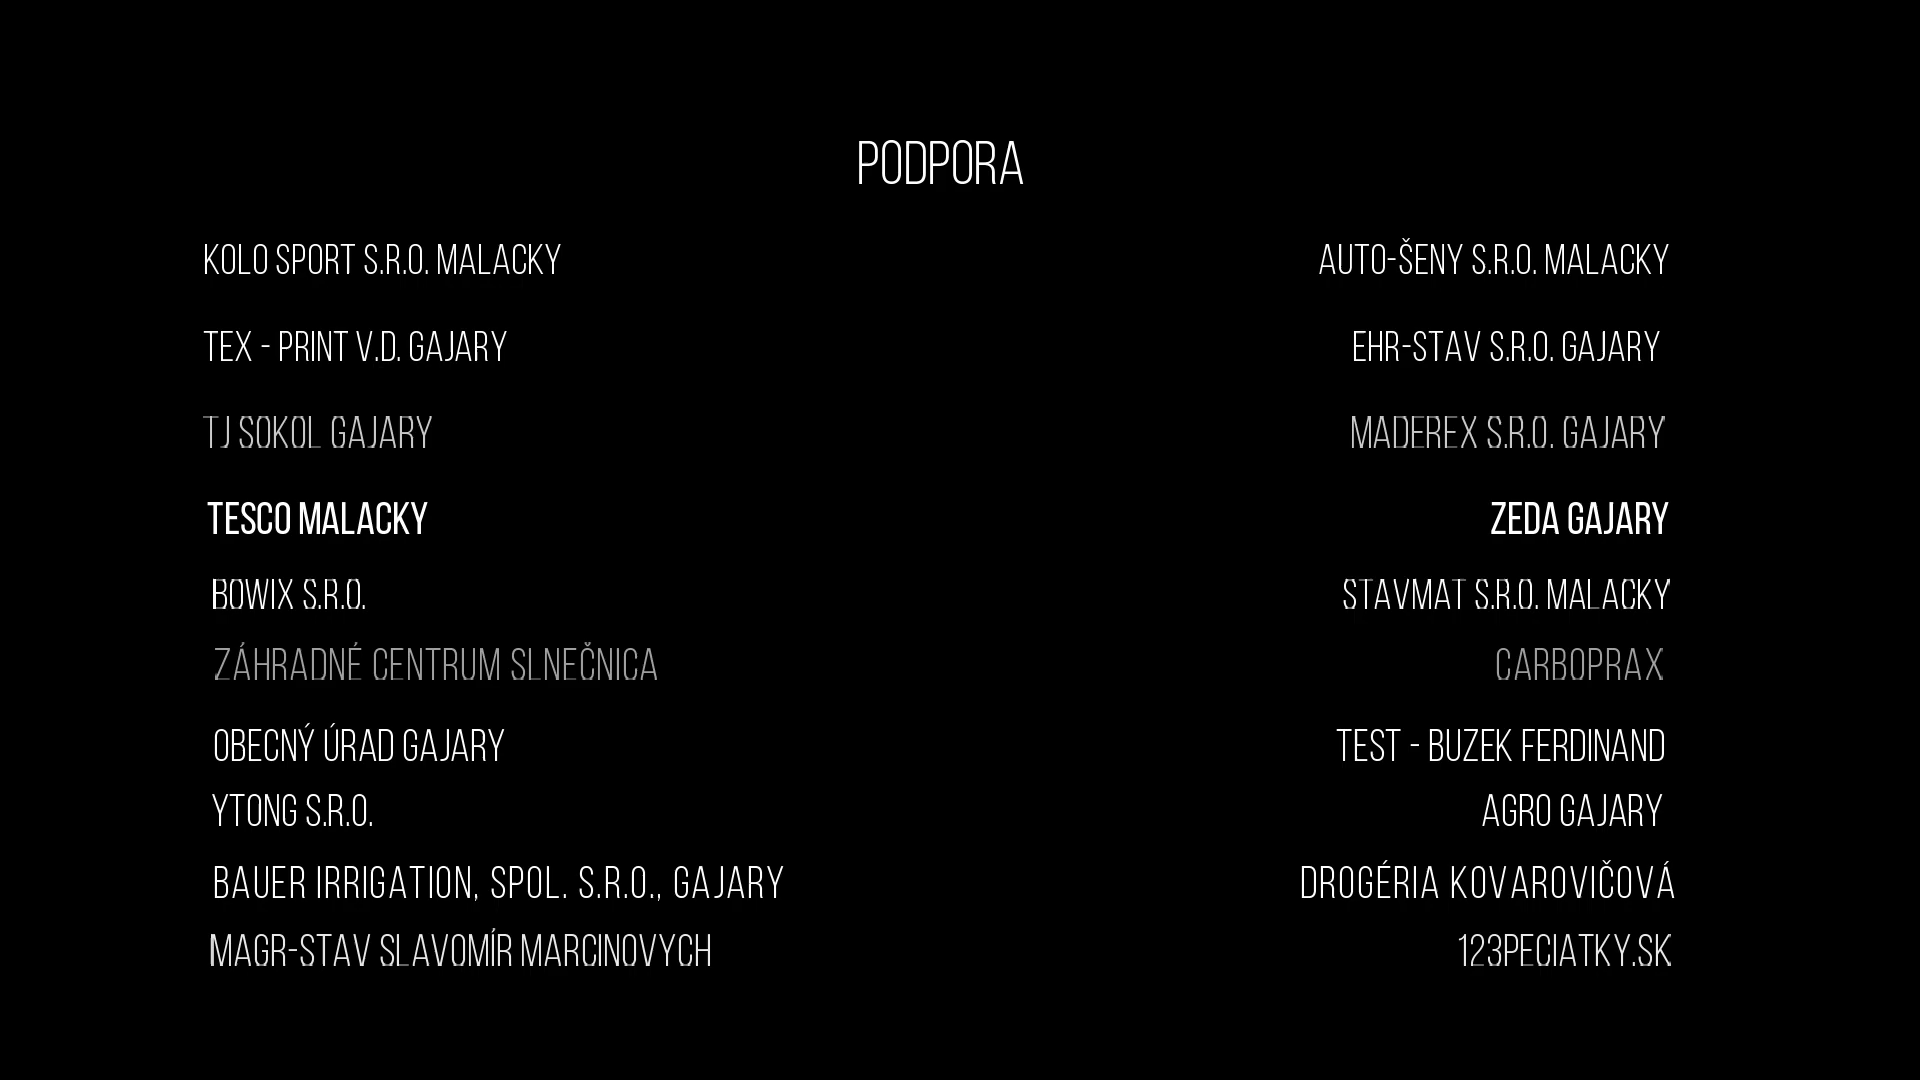 PODPORA
KOLO SPORT S.R.O. MALACKY
AUTO-ŠENY S.R.O. MALACKY
TEX - PRINT V.D. GAJARY
EHR-STAV S.R.O. GAJARY
TJ SOKOL GAJARY
MADEREX S.R.O. GAJARY
TESCO MALACKY
ZEDA GAJARY
BOWIX S.R.O.
STAVMAT S.R.O. MALACKY
ZÁHRADNÉ CENTRUM SLNEČNICA
CARBOPRAX
OBECNÝ ÚRAD GAJARY
TEST - BUZEK FERDINAND
YTONG S.R.O.
AGRO GAJARY
BAUER IRRIGATION, SPOL. S.R.O., GAJARY
DROGÉRIA KOVAROVIČOVÁ
MAGR-STAV SLAVOMÍR MARCINOVYCH
123PECIATKY.SK